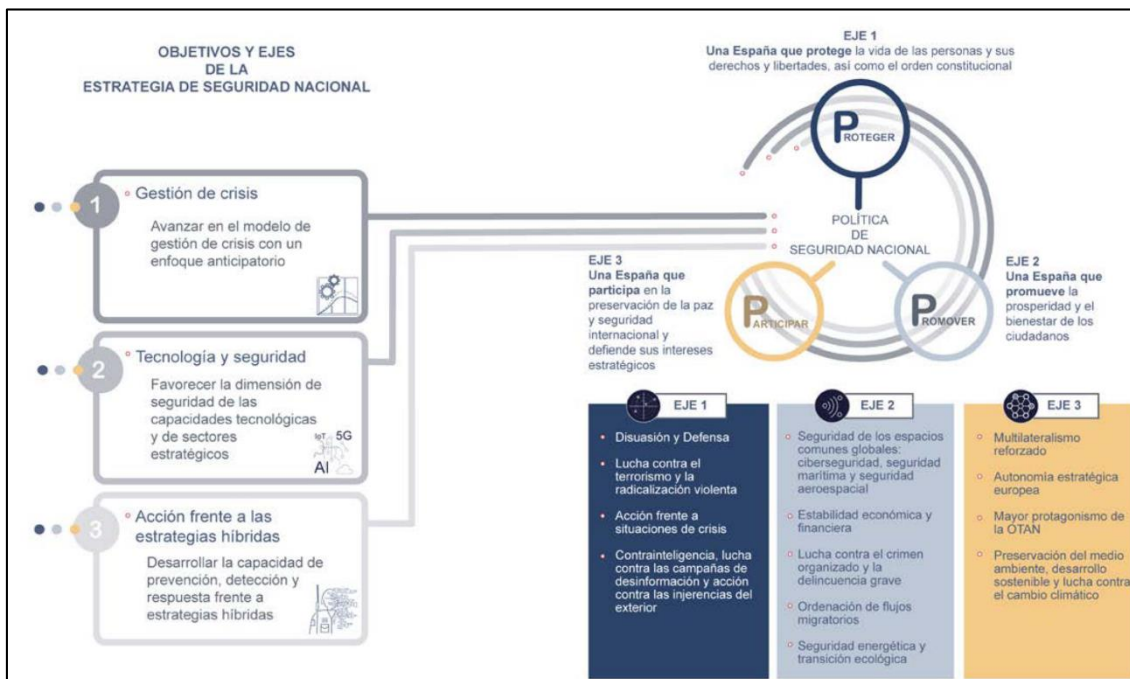 OBJETIVOS Y EJES
DE LA
ESTRATEGIA DE SEGURIDAD NACIONAL
1
Gestión de crisis
Avanzar en el modelo de
gestión de crisis con un
enfoque anticipatorio
2
Tecnología y seguridad
Favorecer la dimensión de
seguridad de las
capacidades tecnológicas
y de sectores
estratégicos
IoT 5G
AI
3
Acción frente a las
estrategias híbridas
Desarrollar la capacidad de
prevención, detección y
respuesta frente a
estrategias híbridas
EJE 1
Una España que protege la vida de las personas y sus
derechos y libertades, así como el orden constitucional
PROTEGER
POLÍTICA
DE
SEGURIDAD NACIONAL
EJE 3
Una España que
participa en la
preservación de la paz
y seguridad
internacional y
defiende sus intereses
estratégicos
PARTICIPAR
PROMOVER
EJE 2
Una España que
promueve la
prosperidad y el
bienestar de los
ciudadanos
EJE 1
Disuasión y Defensa
Lucha contra el
terrorismo y la
radicalización violenta
Acción frente a
situaciones de crisis
Contrainteligencia, lucha
contra las campañas de
desinformación y acción
contra las injerencias del
exterior
EJE 2
Seguridad de los espacios
comunes globales:
ciberseguridad, seguridad
marítima y seguridad
aeroespacial
Estabilidad económica y
financiera
Lucha contra el crimen
organizado y la
delincuencia grave
Ordenación de flujos
migratorios
Seguridad energética y
transición ecológica
EJE 3
Multilateralismo
reforzado
Autonomía estratégica
europea
Mayor protagonismo de
la OTAN
Preservación del medio
ambiente, desarrollo
sostenible y lucha contra
el cambio climático